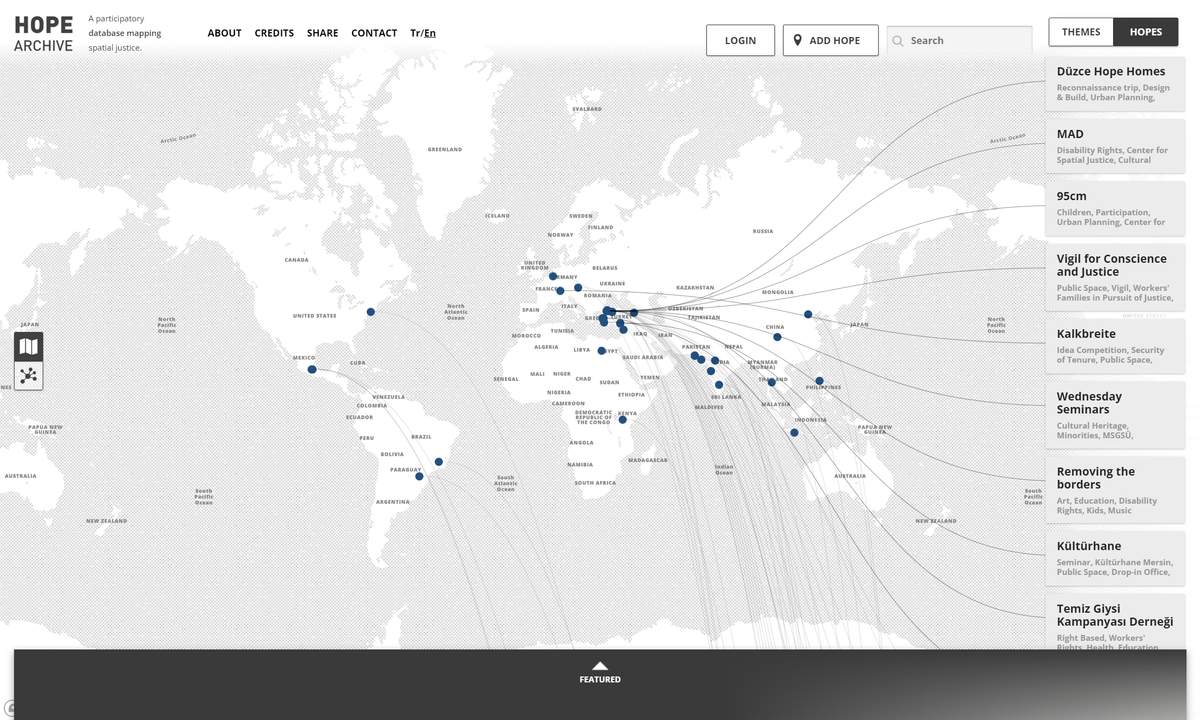 HOPE
ARCHIVE
A participatory
database mapping
spatial justice.
ABOUT
CREDITS
SHARE
CONTACT
Tr/En
LOGIN
ADD HOPE
Search
THEMES
HOPES
Düzce Hope Homes
Reconnaissance trip, Design
& Build, Urban Planning,
MAD
Disability Rights, Center for
Spatial Justice, Cultural
95cm
Children, Participation,
Urban Planning, Center for
Vigil for Conscience
and Justice
Public Space, Vigil, Workers'
Families in Pursuit of Justice,
Kalkbreite
Idea Competition, Security
of Tenure, Public Space,
Wednesday
Seminars
Cultural Heritage,
Minorities, MSGSÜ,
Removing the
borders
Art, Education, Disability
Rights, Kids, Music
Kültürhane
Seminar, Kültürhane Mersin,
Public Space, Drop-in Office,
Temiz Giysi
Kampanyası Derneği
Right Based, Workers'
Rights, Health, Education
Arctic Ocean
SVALBARD
GREENLAND
Arctic Ocean
ICELAND
SWEDEN
FINLAND
NORWAY
RUSSIA
CANADA
UNITED
KINGDOM
BELARUS
UKRAINE
FRANCE
ROMANIA
KAZAKHSTAN
MONGOLIA
UNITED STATES
North
Atlantic
Ocean
SPAIN
ITALY
UZBEKISTAN
TAJIKISTAN
JAPAN
North
Pacific
Ocean
CHINA
JAPAN
North
Pacific
Ocean
UNITED STATES
MOROCCO
TUNISIA
IRAQ
IRAN
ALGERIA
LIBYA
SAUDI ARABIA
PAKISTAN
NEPAL
MEXICO
CUBA
MYANMAR
(BURMA)
SENEGAL
MALI
NIGER
CHAD
SUDAN
YEMEN
PHILIPPINES
VENEZUELA
COLOMBIA
NIGERIA
ETHIOPIA
SRI LANKA
CAMEROON
MALDIVES
MALAYSIA
ECUADOR
DEMOCRATIC
REPUBLIC OF
THE CONGO
KENYA
INDONESIA
PAPUA NEW
GUINEA
PERU
BRAZIL
ANGOLA
PAPUA NEW
GUINEA
BOLIVIA
PARAGUAY
NAMIBIA
MADAGASCAR
Indian
Ocean
AUSTRALIA
South
Atlantic
Ocean
SOUTH AFRICA
AUSTRALIA
South
Pacific
Ocean
ARGENTINA
South
Pacific
Ocean
NEW ZEALAND
NEW ZEALAND
FEATURED